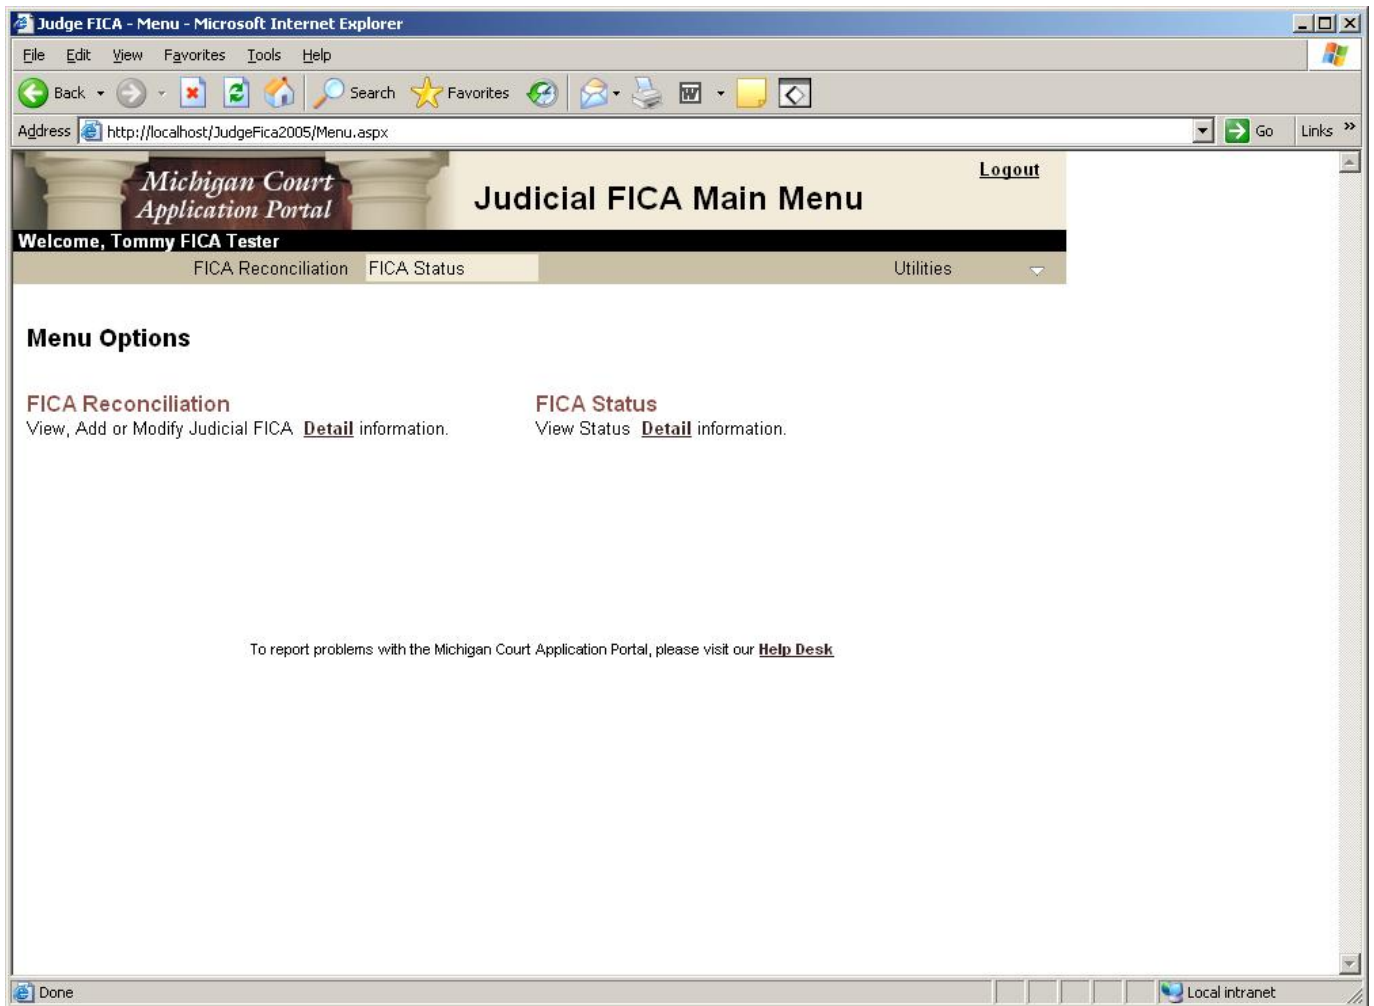 Judge FICA - Menu - Microsoft Internet Explorer
File Edit View Favorites Tools Help
Back Search Favorites
Address http://localhost/JudgeFica2005/Menu.aspx Go Links »
Michigan Court
Application Portal
Judicial FICA Main Menu
Logout
Welcome, Tommy FICA Tester
FICA Reconciliation FICA Status Utilities
Menu Options
FICA Reconciliation
View, Add or Modify Judicial FICA Detail information.
FICA Status
View Status Detail information.
To report problems with the Michigan Court Application Portal, please visit our Help Desk
Done Local intranet